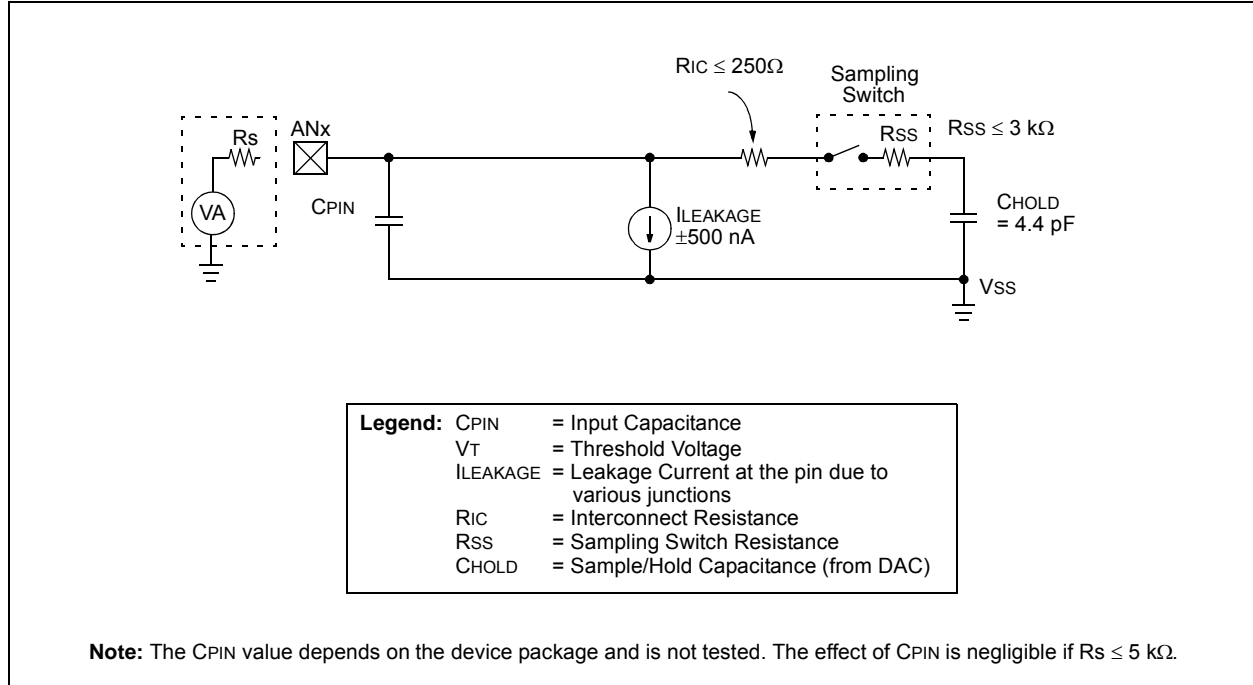 RIC ≤ 250Ω
Sampling
Switch
Rs
ANx
RSS
RSS ≤ 3 kΩ
VA
CPIN
ILEAKAGE
±500 nA
CHOLD
= 4.4 pF
VSS
Legend: CPIN = Input Capacitance
VT = Threshold Voltage
ILEAKAGE = Leakage Current at the pin due to
various junctions
RIC = Interconnect Resistance
RSS = Sampling Switch Resistance
CHOLD = Sample/Hold Capacitance (from DAC)
Note: The CPIN value depends on the device package and is not tested. The effect of CPIN is negligible if Rs ≤ 5 kΩ.